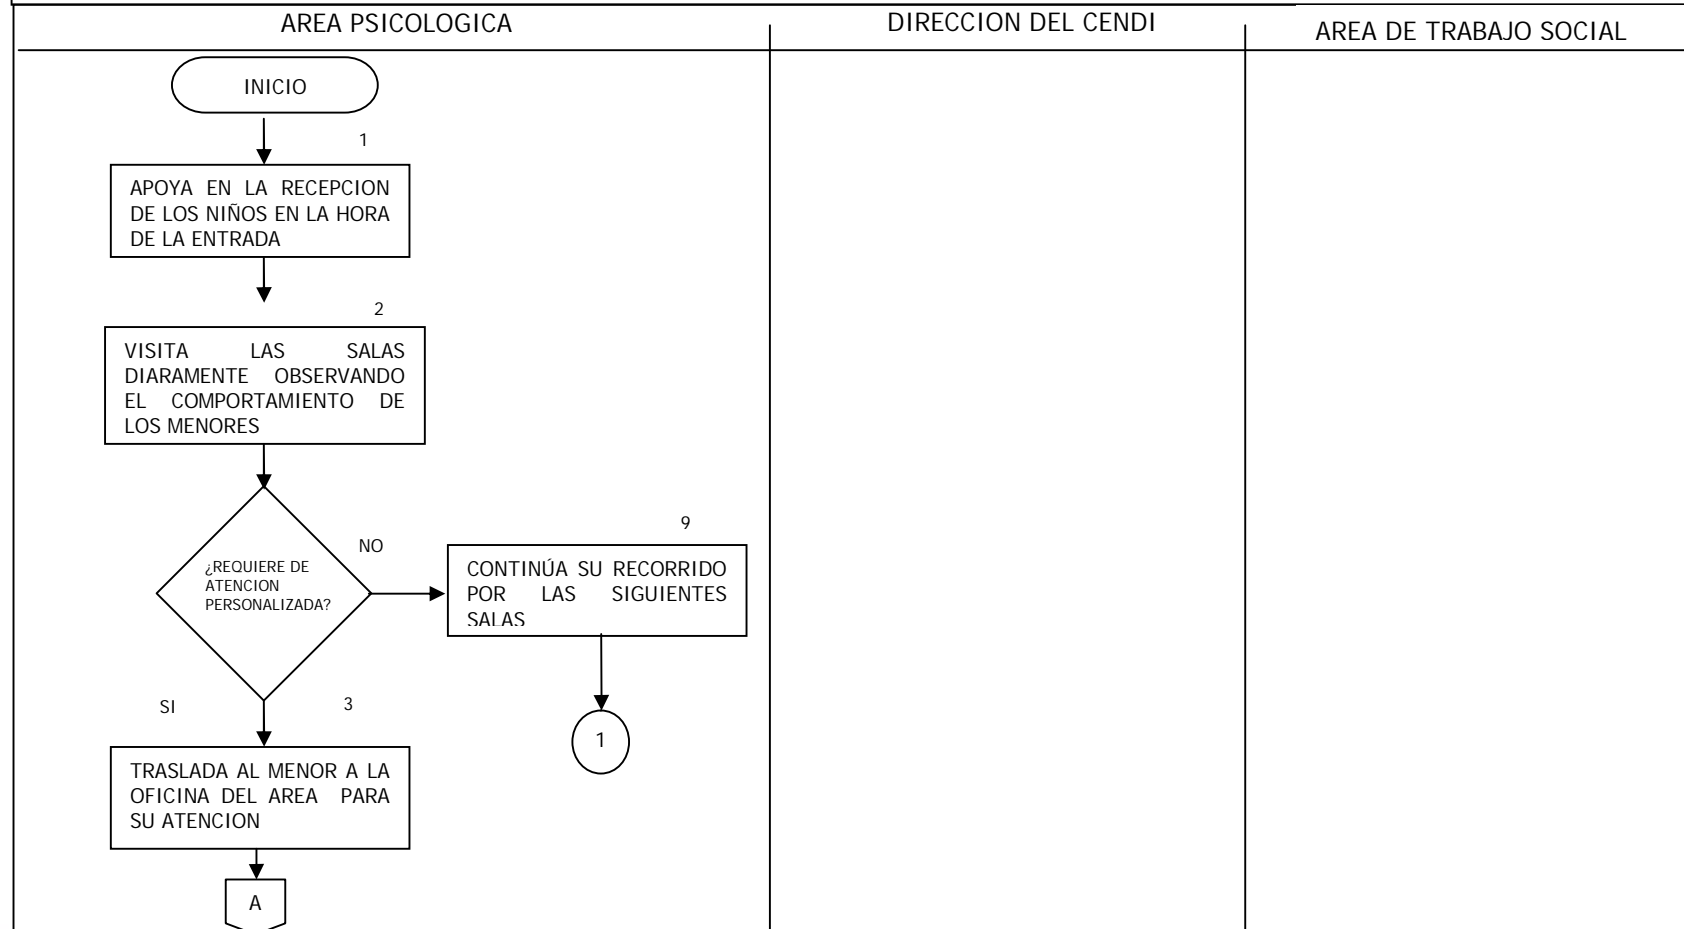 AREA PSICOLOGICA
DIRECCION DEL CENDI
AREA DE TRABAJO SOCIAL
INICIO
1
APOYA EN LA RECEPCION
DE LOS NIÑOS EN LA HORA
DE LA ENTRADA
2
VISITA LAS SALAS
DIARAMENTE OBSERVANDO
EL COMPORTAMIENTO DE
LOS MENORES
¿REQUIERE DE
ATENCION
PERSONALIZADA?
NO
9
CONTINÚA SU RECORRIDO
POR LAS SIGUIENTES
SALAS
1
SI
3
TRASLADA AL MENOR A LA
OFICINA DEL AREA PARA
SU ATENCION
A